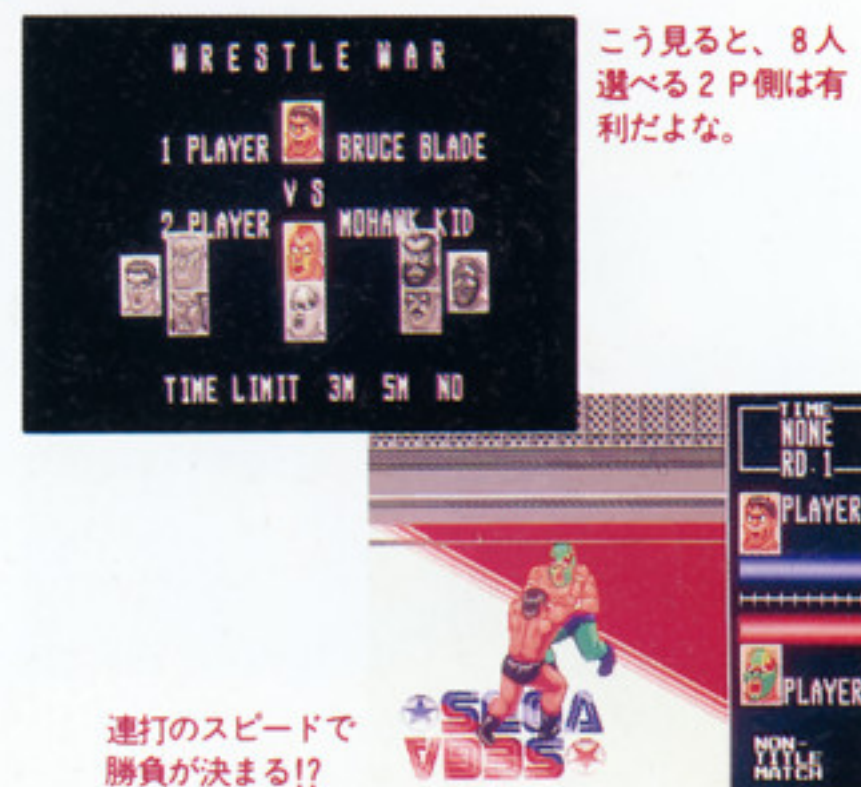 WRESTLE WAR
1 PLAYER BRUCE BLADE
VS
2 PLAYER MOHAWK KID
TIME LIMIT 3M 5M NO
こう見ると、8人
選べる2P側は有
利だよな。
TIME
NONE
RD.1
PLAYER
PLAYER
NON-
TITLE
MATCH
SEGA
SEGA
連打のスピードで
勝負が決まる!?